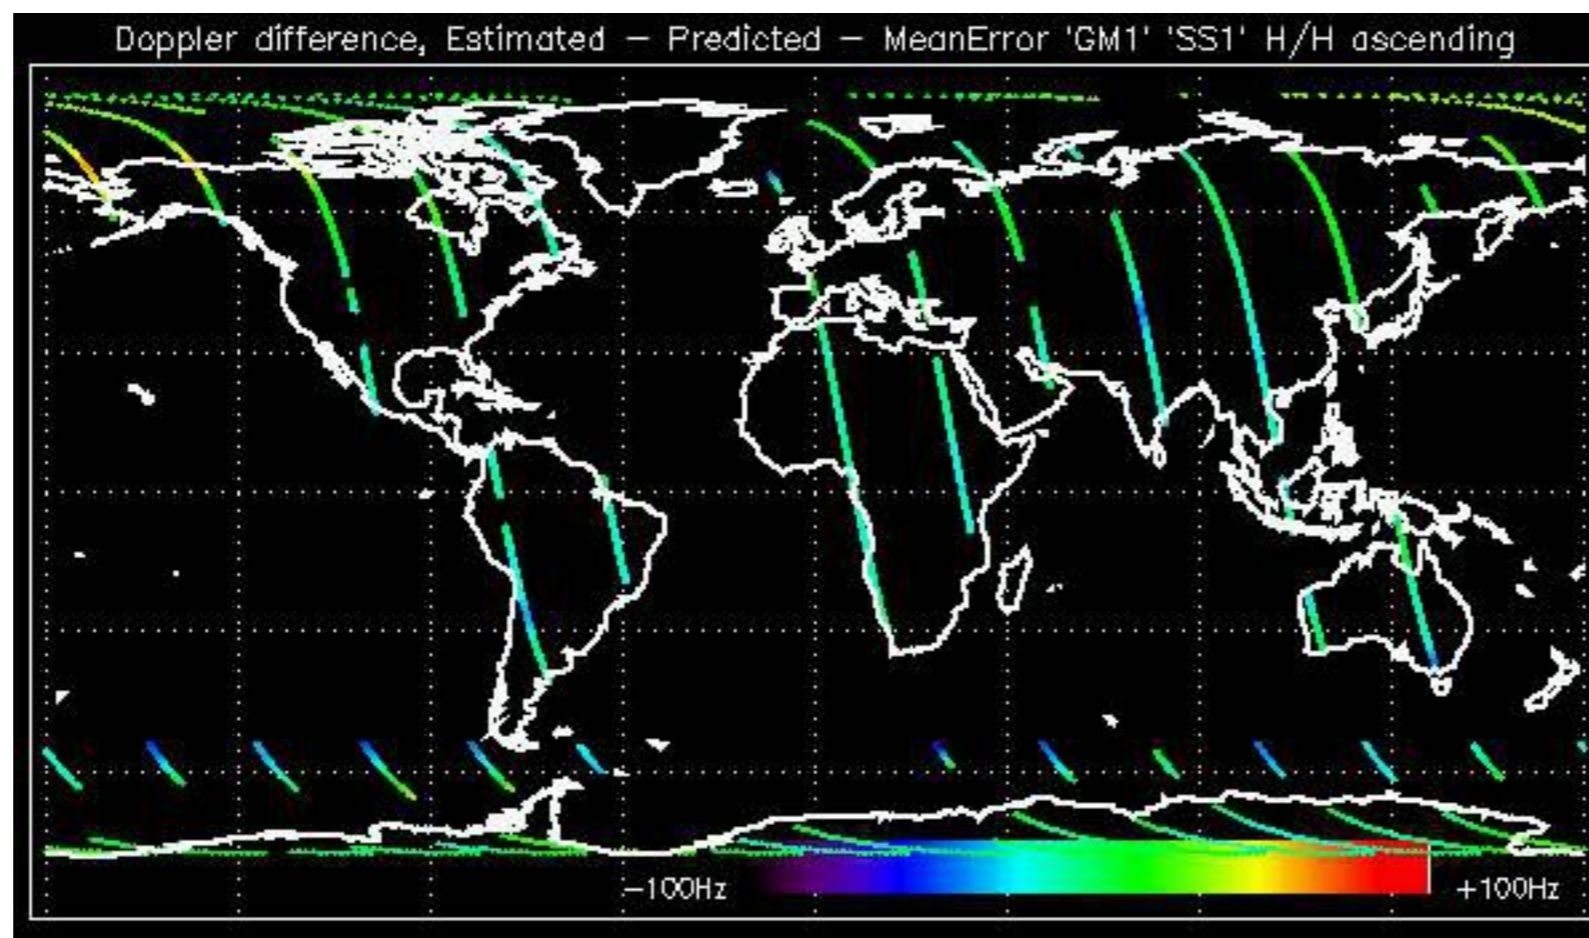 Doppler difference, Estimated − Predicted − MeanError 'GM1' 'SS1' H/H ascending
−100Hz +100Hz